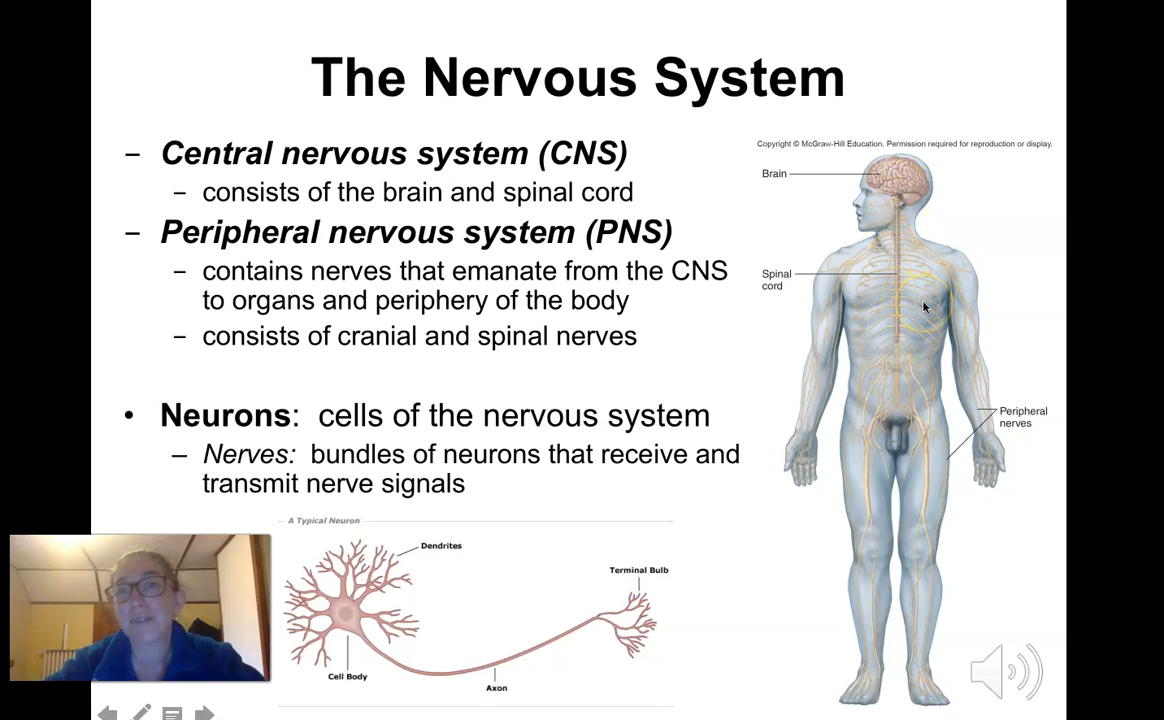 The Nervous System
– Central nervous system (CNS)
– consists of the brain and spinal cord
– Peripheral nervous system (PNS)
– contains nerves that emanate from the CNS
to organs and periphery of the body
– consists of cranial and spinal nerves
• Neurons: cells of the nervous system
– Nerves: bundles of neurons that receive and
transmit nerve signals
Copyright © McGraw-Hill Education. Permission required for reproduction or display.
Brain
Spinal
cord
Peripheral
nerves
A Typical Neuron
Dendrites
Terminal Bulb
Cell Body
Axon